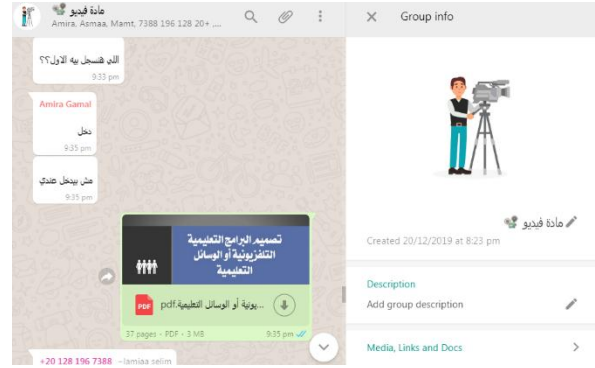 مادة فيديو
Amira, Asmaa, Mamt, 7388 196 128 20+ ....
اللي هنسجل بيه الاول؟؟
9:33 pm
Amira Gamal
دخل
9:35 pm
مش بيدخل عندي
9:35 pm
تصميم البرامج التعليمية
التلفزيونية أو الوسائل
التعليمية
PDF
...يونية أو الوسائل التعليمية.pdf
37 pages • PDF • 3 MB
9:35 pm
+20 128 196 7388 ~lamiaa selim
Group info
مادة فيديو
Created 20/12/2019 at 8:23 pm
Description
Add group description
Media, Links and Docs